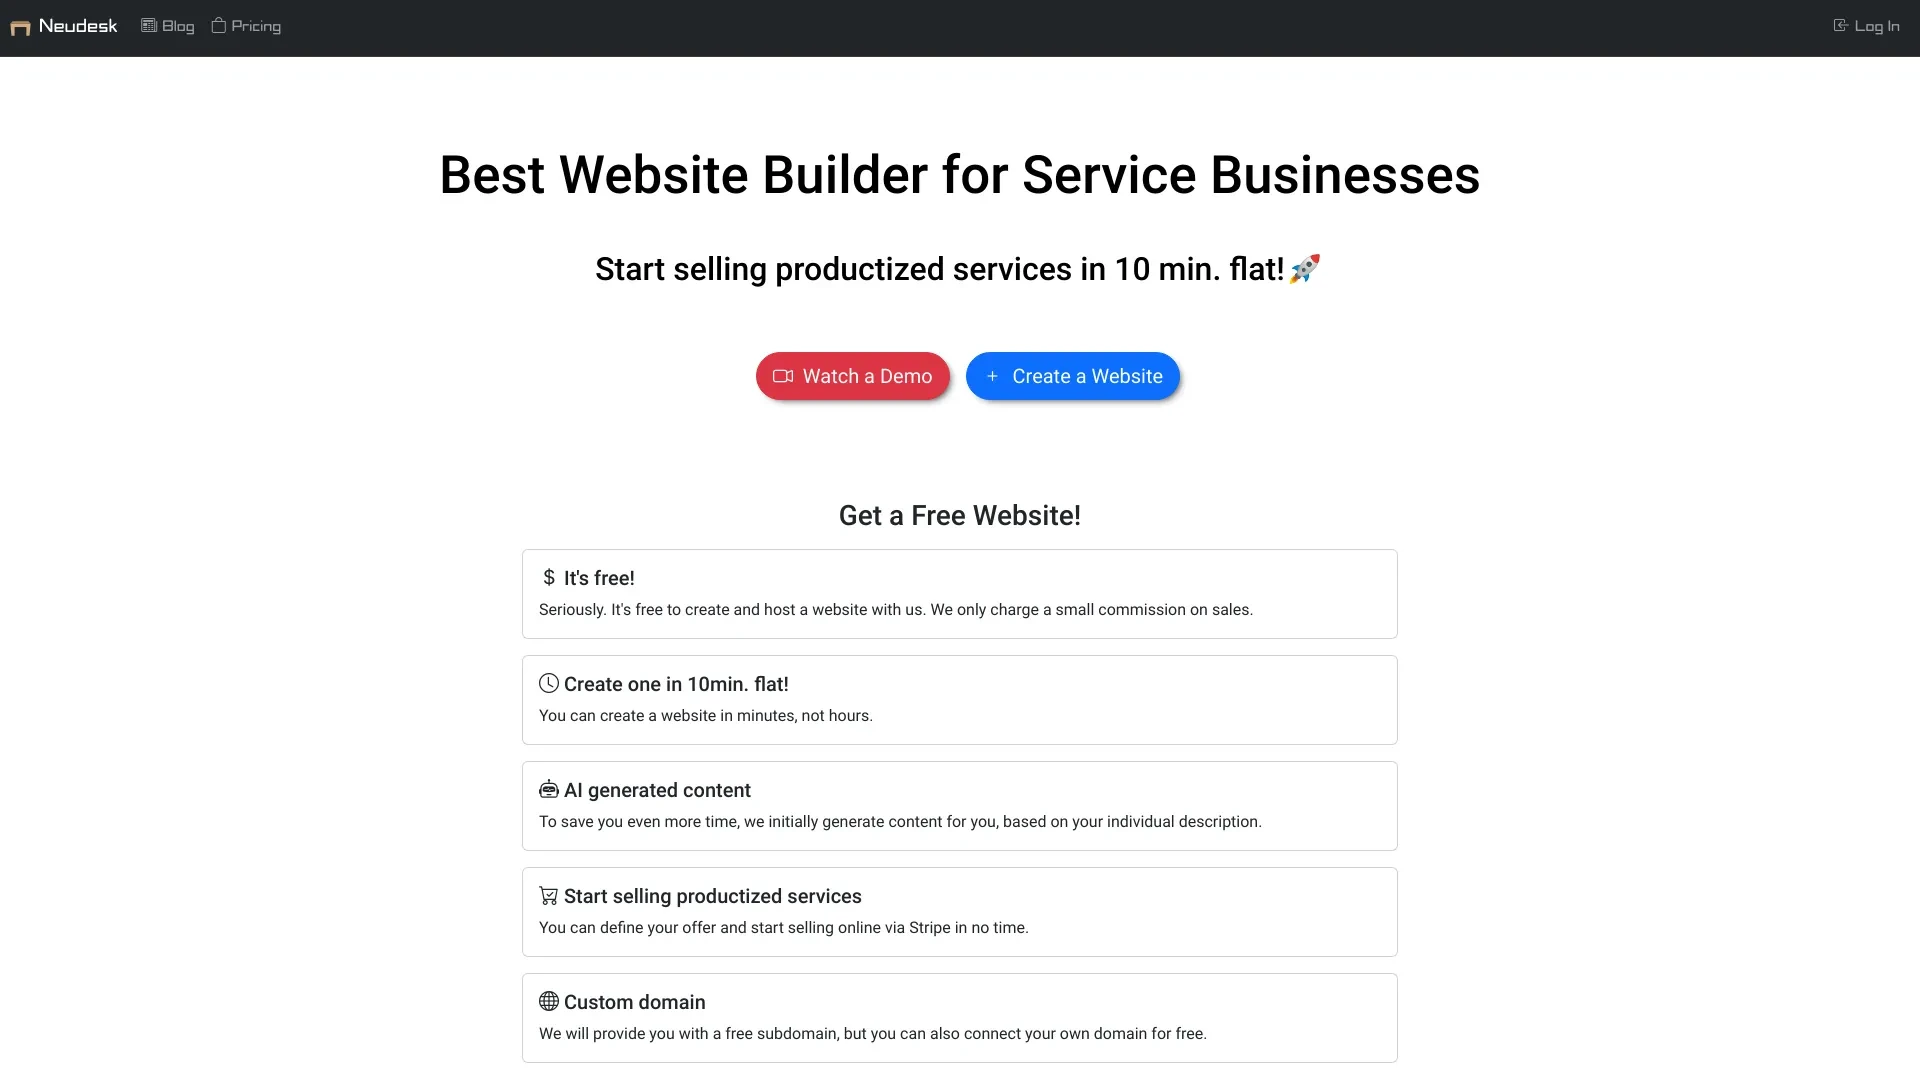 Neudesk Blog Pricing Log In
Best Website Builder for Service Businesses
Start selling productized services in 10 min. flat!🚀
Watch a Demo + Create a Website
Get a Free Website!
$ It's free!
Seriously. It's free to create and host a website with us. We only charge a small commission on sales.
Create one in 10min. flat!
You can create a website in minutes, not hours.
AI generated content
To save you even more time, we initially generate content for you, based on your individual description.
Start selling productized services
You can define your offer and start selling online via Stripe in no time.
Custom domain
We will provide you with a free subdomain, but you can also connect your own domain for free.